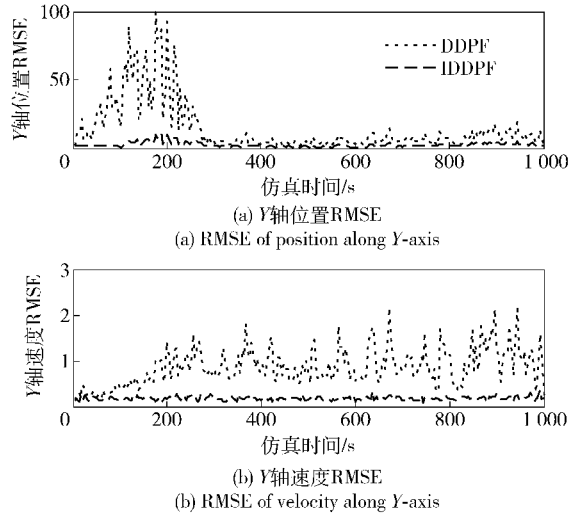 100
DDPF
IDDPF
50
Y轴位置RMSE
0
200
400
600
800
1 000
仿真时间/s
(a) Y轴位置RMSE
(a) RMSE of position along Y-axis
3
2
1
Y轴速度RMSE
0
200
400
600
800
1 000
仿真时间/s
(b) Y轴速度RMSE
(b) RMSE of velocity along Y-axis